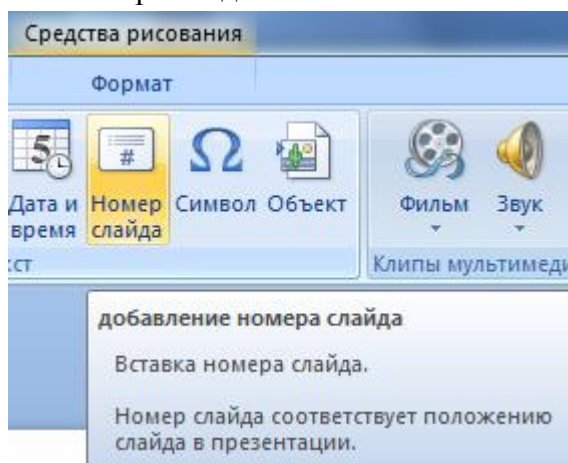 Средства рисования
Формат
5
#
Ω
Дата и время
Номер слайда
Символ
Объект
Фильм
Звук
Клипы мультимеди
добавление номера слайда
Вставка номера слайда.
Номер слайда соответствует положению
слайда в презентации.